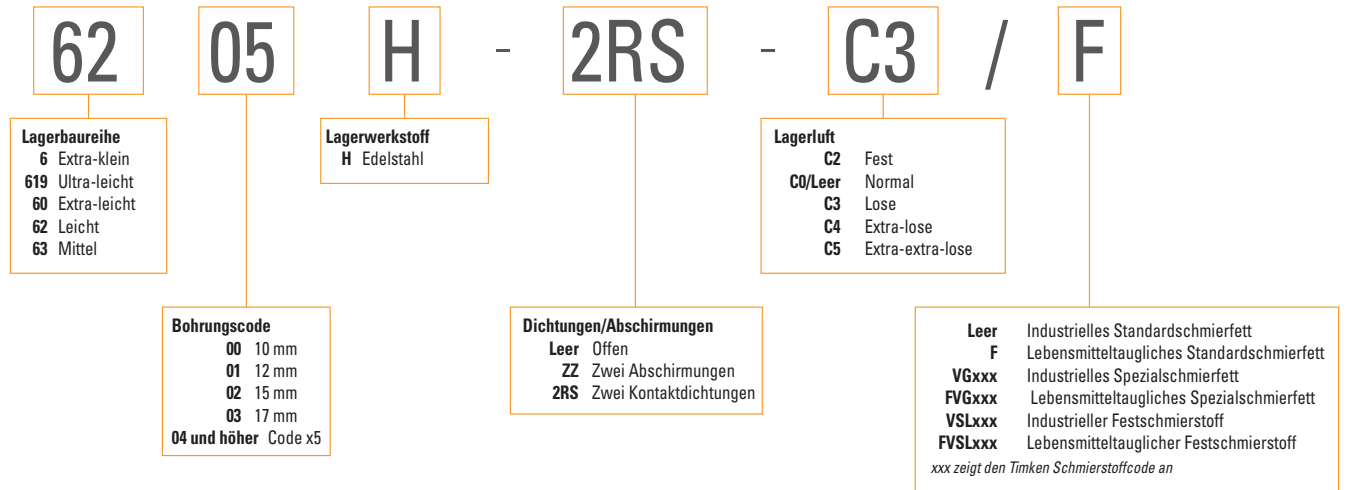 62 05 H - 2RS - C3 / F
Lagerbaureihe
6 Extra-klein
619 Ultra-leicht
60 Extra-leicht
62 Leicht
63 Mittel
Lagerwerkstoff
H Edelstahl
Lagerluft
C2 Fest
C0/Leer Normal
C3 Lose
C4 Extra-lose
C5 Extra-extra-lose
Bohrungscode
00 10 mm
01 12 mm
02 15 mm
03 17 mm
04 und höher Code x5
Dichtungen/Abschirmungen
Leer Offen
ZZ Zwei Abschirmungen
2RS Zwei Kontaktdichtungen
Leer Industrielles Standardschmierfett
F Lebensmitteltaugliches Standardschmierfett
VGxxx Industrielles Spezialschmierfett
FVGxxx Lebensmitteltaugliches Spezialschmierfett
VSLxxx Industrieller Festschmierstoff
FVSLxxx Lebensmitteltauglicher Festschmierstoff
xxx zeigt den Timken Schmierstoffcode an